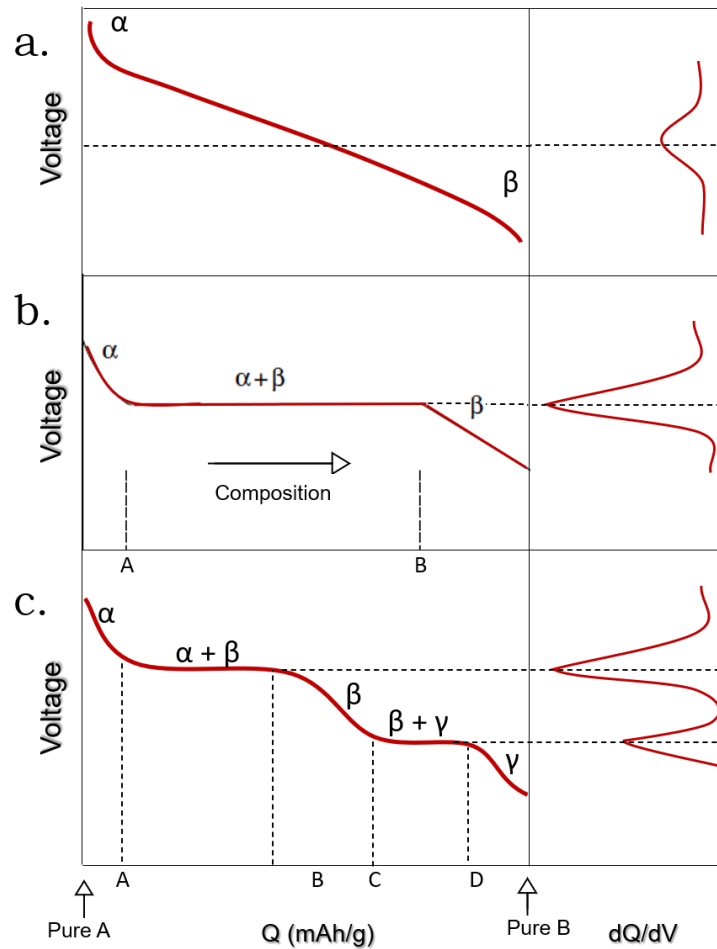 a.
α
Voltage
β
b.
α
α+β
β
Voltage
Composition
A
B
c.
α
α + β
β
β + γ
γ
Voltage
A
B
C
D
Pure A
Q (mAh/g)
Pure B
dQ/dV